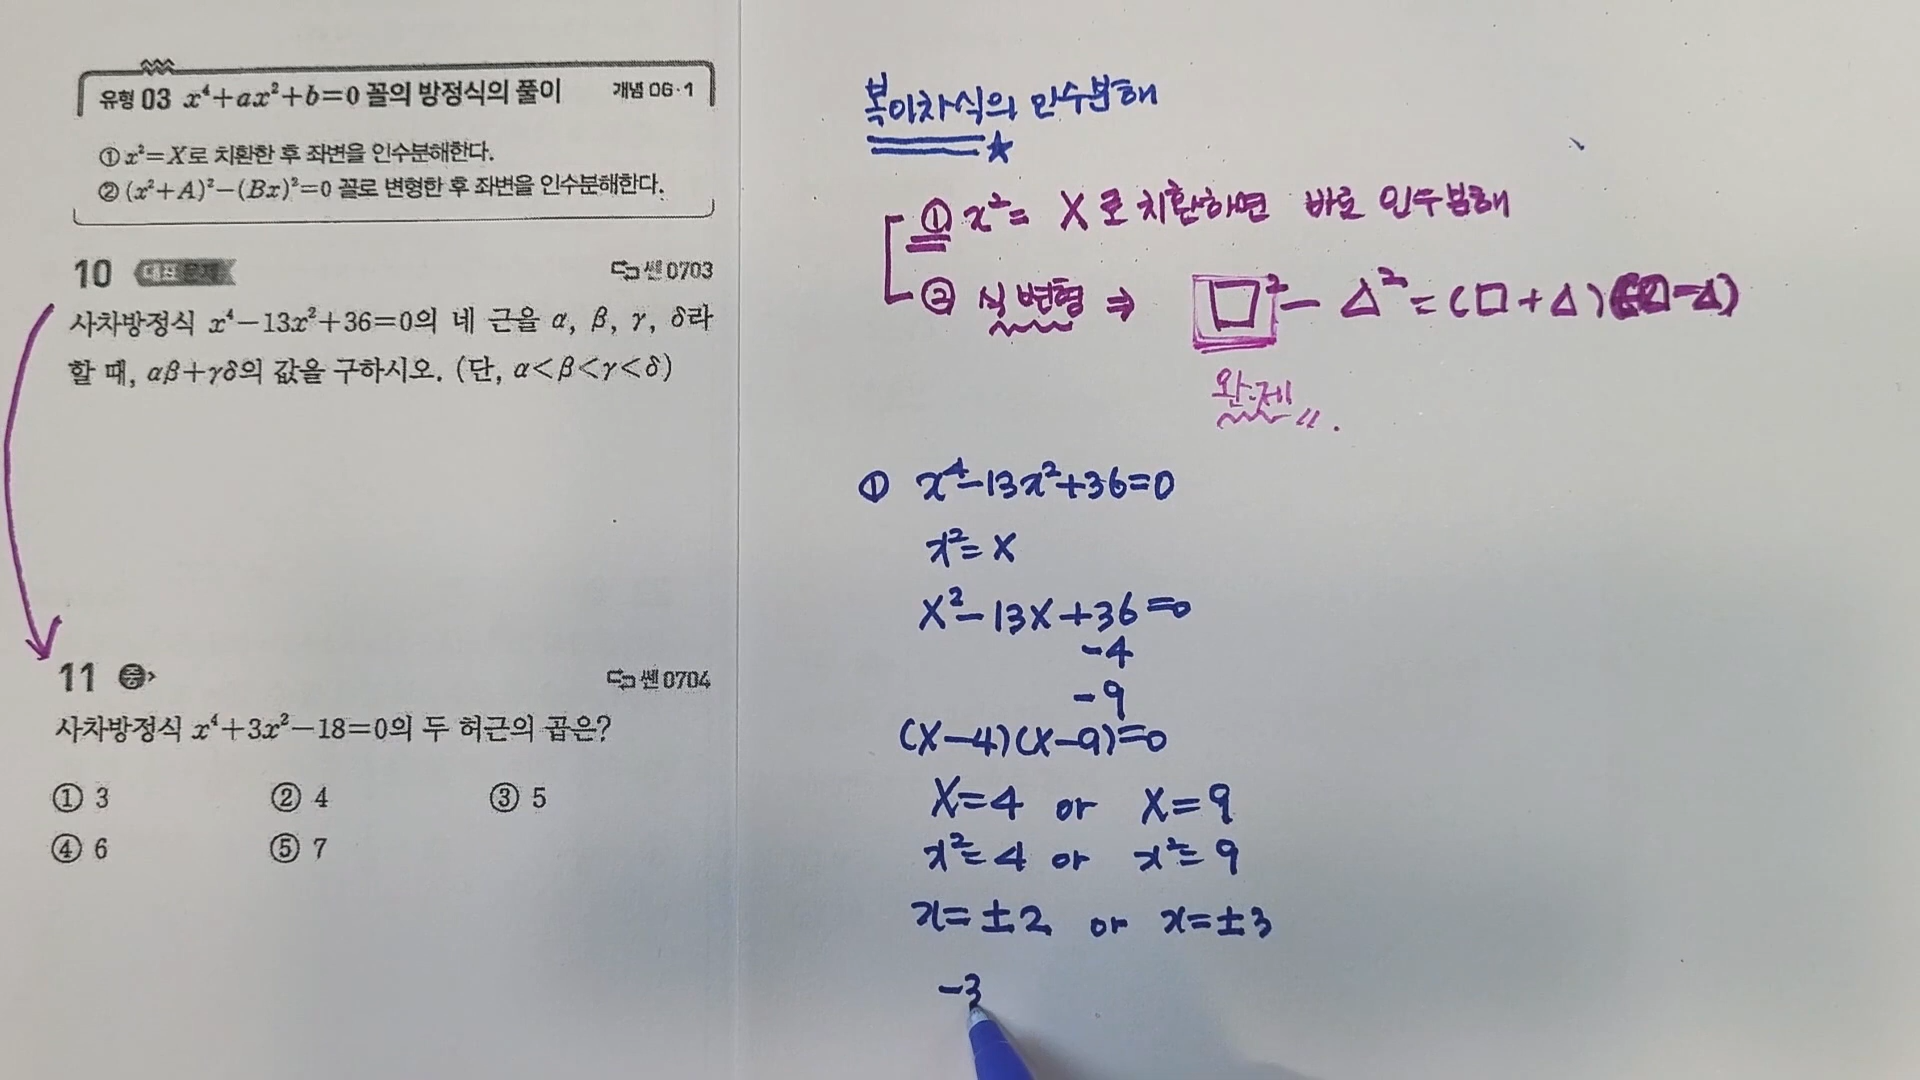 유형 03 x⁴+ax²+b=0 꼴의 방정식의 풀이 개념 06·1
① x²=X로 치환한 후 좌변을 인수분해한다.
② (x²+A)²-(Bx)²=0 꼴로 변형한 후 좌변을 인수분해한다.
10 대표 문제 쎈 0703
사차방정식 x⁴-13x²+36=0의 네 근을 α, β, γ, δ라
할 때, αβ+γδ의 값을 구하시오. (단, α<β<γ<δ)
11 중 쎈 0704
사차방정식 x⁴+3x²-18=0의 두 허근의 곱은?
① 3 ② 4 ③ 5
④ 6 ⑤ 7
복이차식의 인수분해
① x²= X로 치환하면 바로 인수분해
② 식 변형 ⇒ □² - △² = (□+△)(□-△)
완.제
① x⁴-13x²+36=0
x²=X
X²-13X+36=0
-4
-9
(X-4)(X-9)=0
X=4 or X=9
x²=4 or x²=9
x=±2 or x=±3
-3